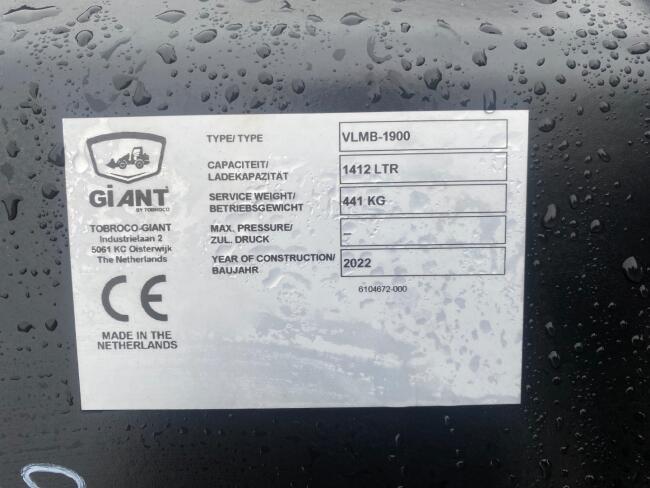 GiANT
BY TOBROCO
TOBROCO-GIANT
Industrielaan 2
5061 KC Oisterwijk
The Netherlands
CE
MADE IN THE
NETHERLANDS
TYPE/ TYPE
VLMB-1900
CAPACITEIT/
LADEKAPAZITÄT
1412 LTR
SERVICE WEIGHT/
BETRIEBSGEWICHT
441 KG
MAX. PRESSURE/
ZUL. DRUCK
-
YEAR OF CONSTRUCTION/
BAUJAHR
2022
6104672-000